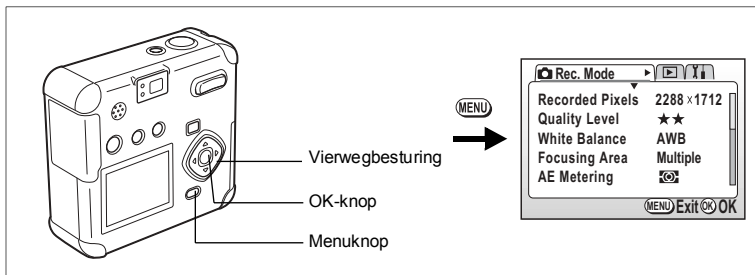 Vierwegbesturing
OK-knop
Menuknop
MENU
Rec. Mode
Recorded Pixels 2288 x 1712
Quality Level ★★
White Balance AWB
Focusing Area Multiple
AE Metering
MENU Exit OK OK